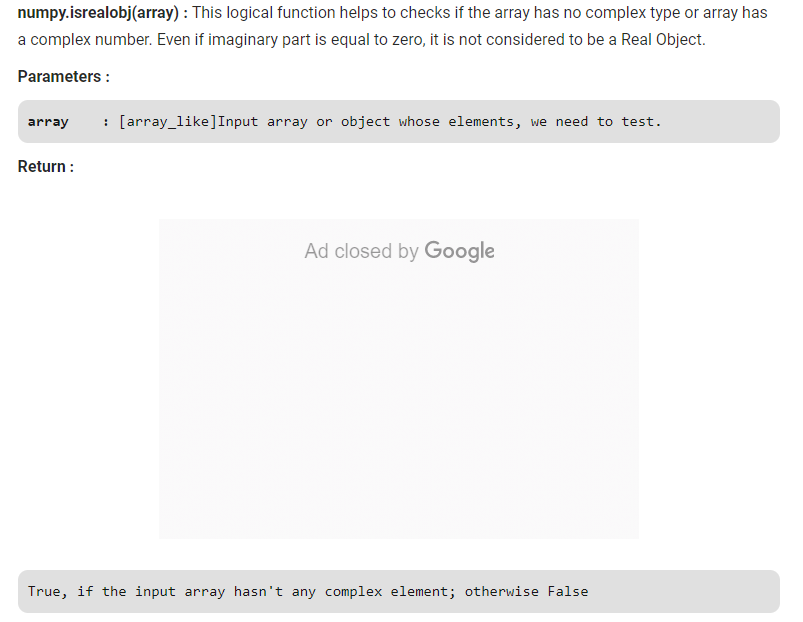 numpy.isrealobj(array) : This logical function helps to checks if the array has no complex type or array has
a complex number. Even if imaginary part is equal to zero, it is not considered to be a Real Object.
Parameters :
array    : [array_like]Input array or object whose elements, we need to test.
Return :
Ad closed by Google
True, if the input array hasn't any complex element; otherwise False